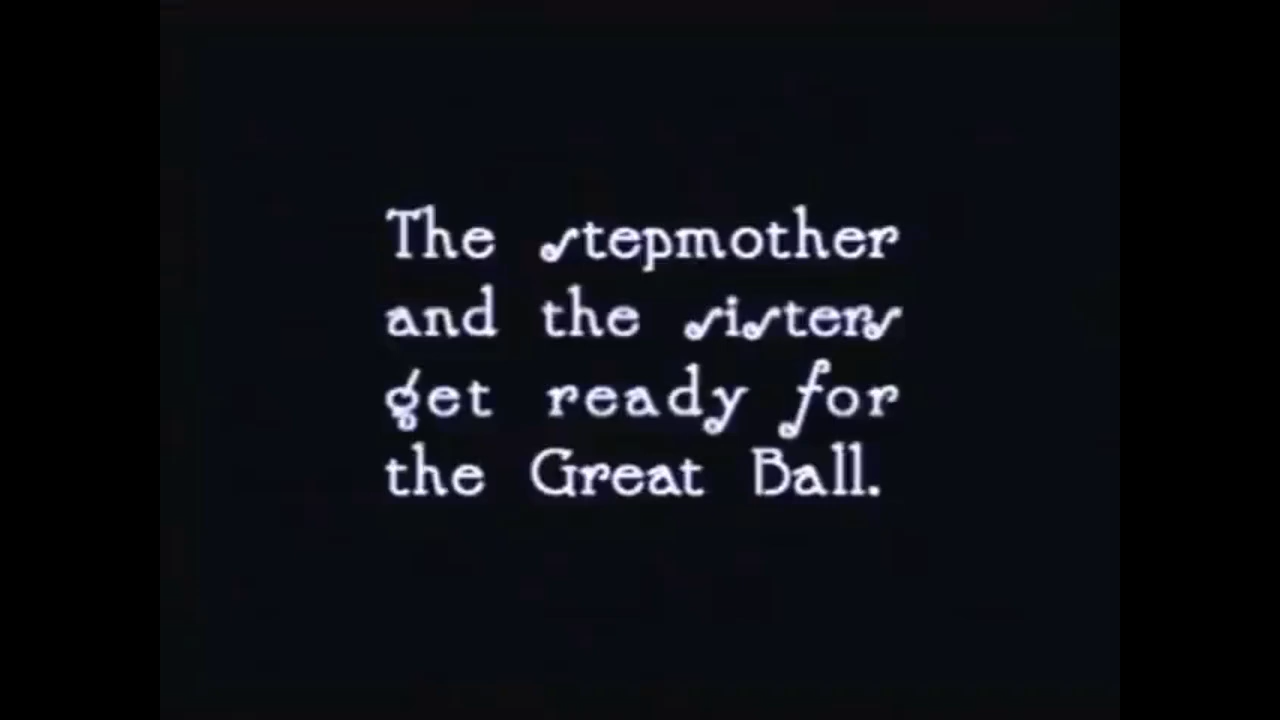 The stepmother
and the sisters
get ready for
the Great Ball.